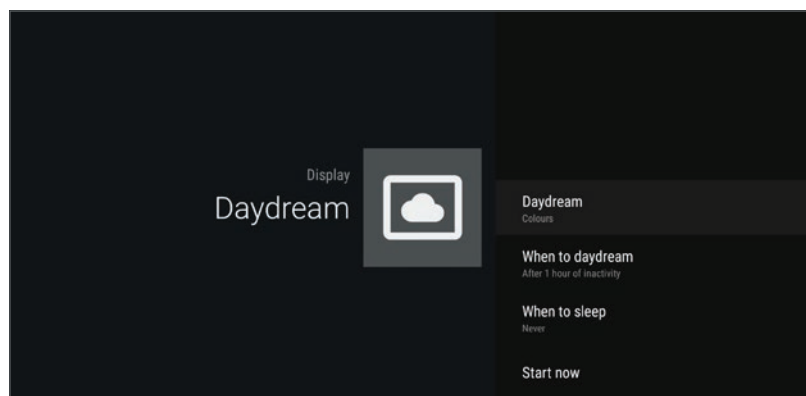 Display
Daydream
Daydream
Colours
When to daydream
After 1 hour of inactivity
When to sleep
Never
Start now